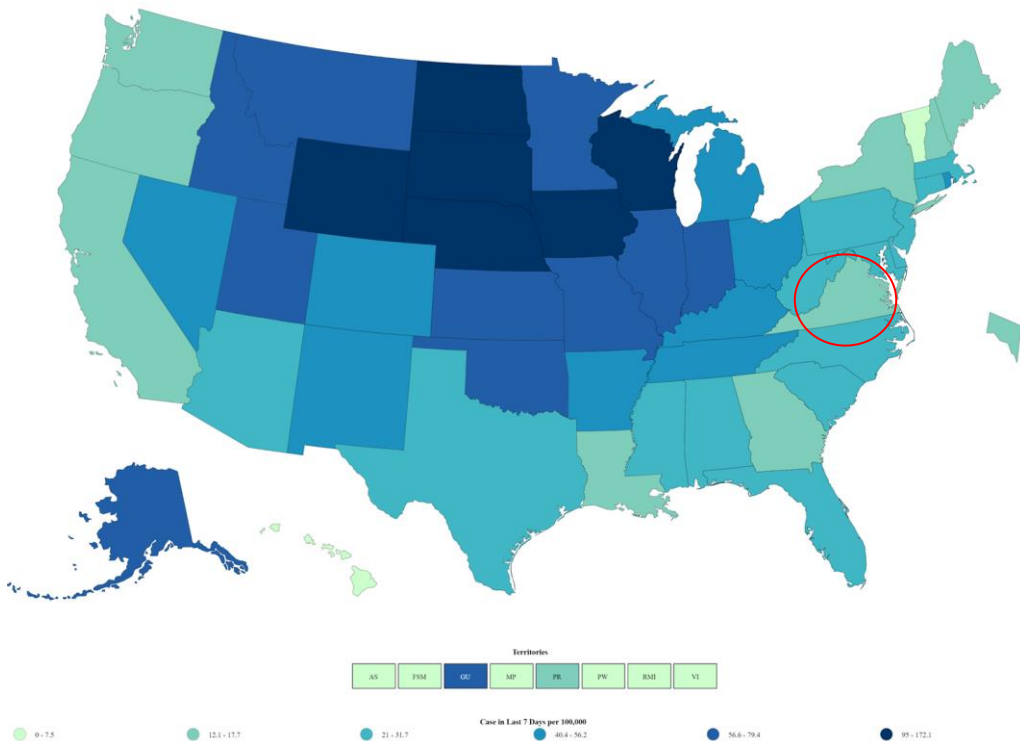 Territories
AS FSM GU MP PR PW RMI VI
Case in Last 7 Days per 100,000
0 - 7.5 12.1 - 17.7 21 - 31.7 40.4 - 56.2 56.6 - 79.4 95 - 172.1